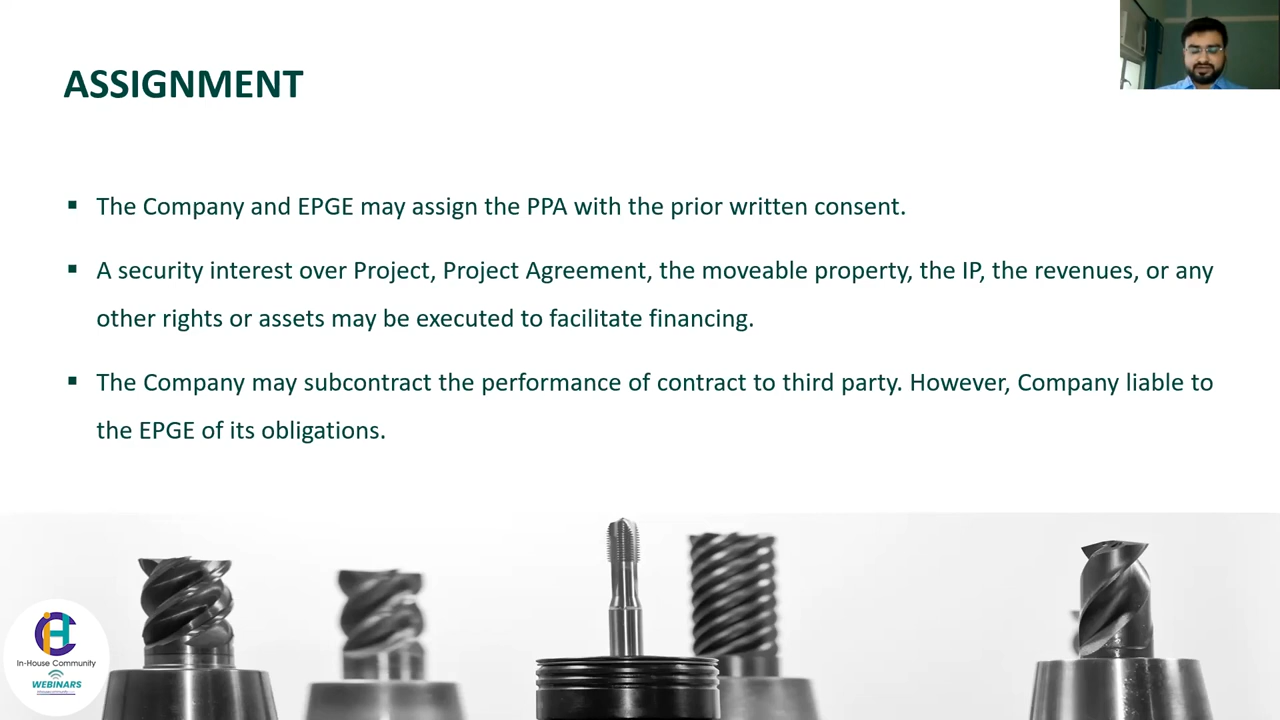 ASSIGNMENT
▪ The Company and EPGE may assign the PPA with the prior written consent.
▪ A security interest over Project, Project Agreement, the moveable property, the IP, the revenues, or any
other rights or assets may be executed to facilitate financing.
▪ The Company may subcontract the performance of contract to third party. However, Company liable to
the EPGE of its obligations.
In-House Community
WEBINARS